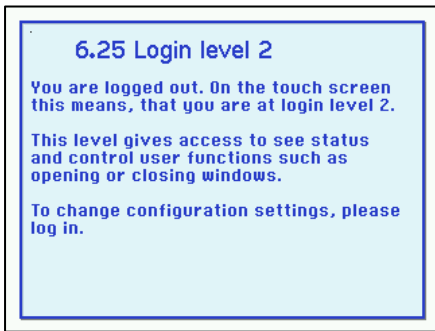 6.25 Login level 2
You are logged out. On the touch screen
this means, that you are at login level 2.
This level gives access to see status
and control user functions such as
opening or closing windows.
To change configuration settings, please
log in.